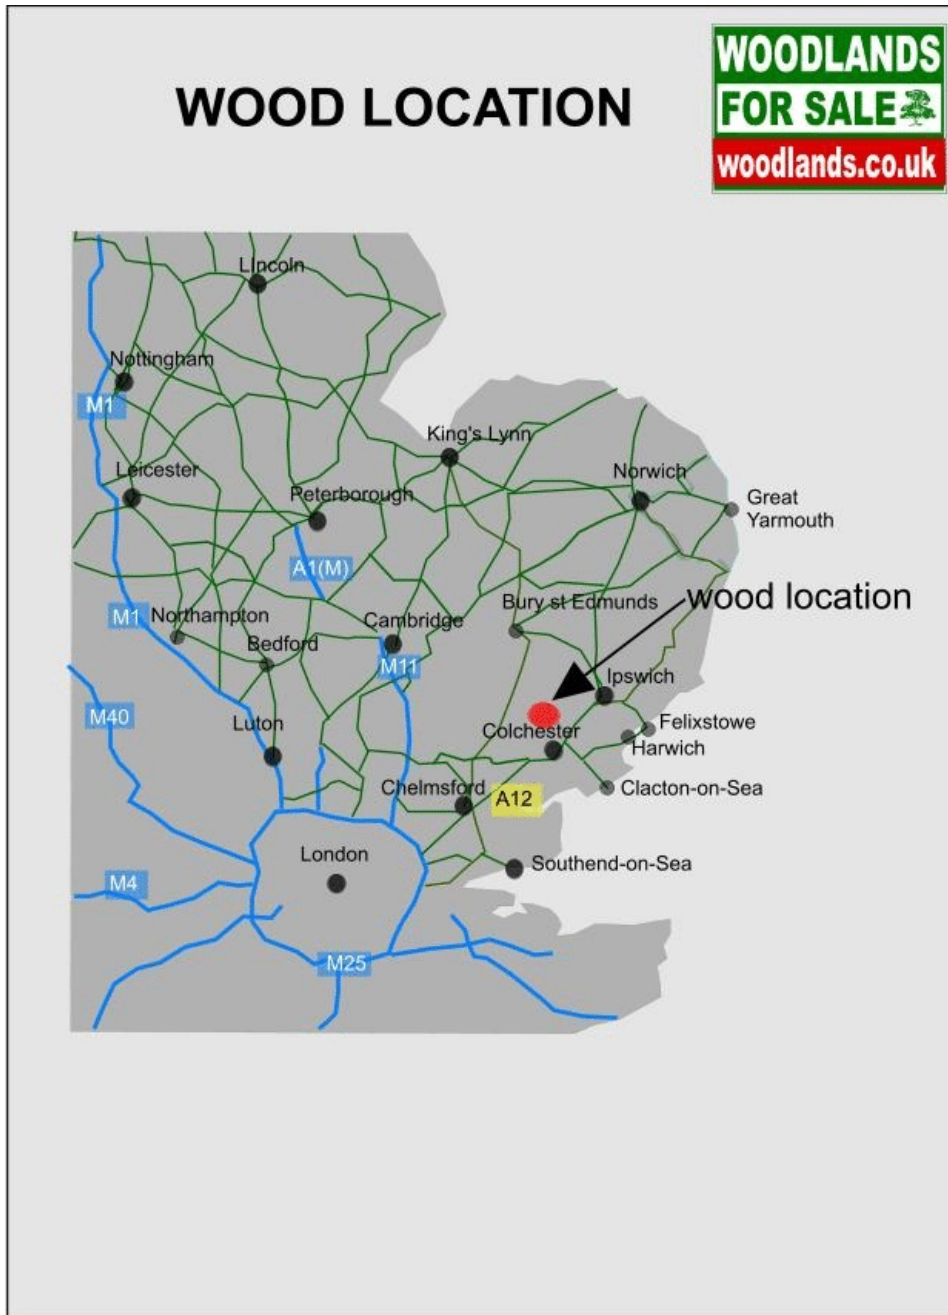 WOODLANDS
FOR SALE
woodlands.co.uk
WOOD LOCATION
LIncoln
Nottingham
M1
King's Lynn
Leicester
Norwich
Peterborough
Great
Yarmouth
A1(M)
Bury st Edmunds
wood location
M1
Northampton
Cambridge
Bedford
M11
Ipswich
M40
Luton
Colchester
Felixstowe
Harwich
Chelmsford
A12
Clacton-on-Sea
London
Southend-on-Sea
M4
M25